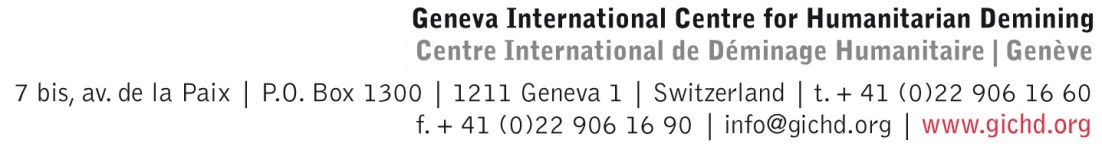 Geneva International Centre for Humanitarian Demining
Centre International de Déminage Humanitaire | Genève
7 bis, av. de la Paix | P.O. Box 1300 | 1211 Geneva 1 | Switzerland | t. + 41 (0)22 906 16 60
f. + 41 (0)22 906 16 90 | info@gichd.org | www.gichd.org